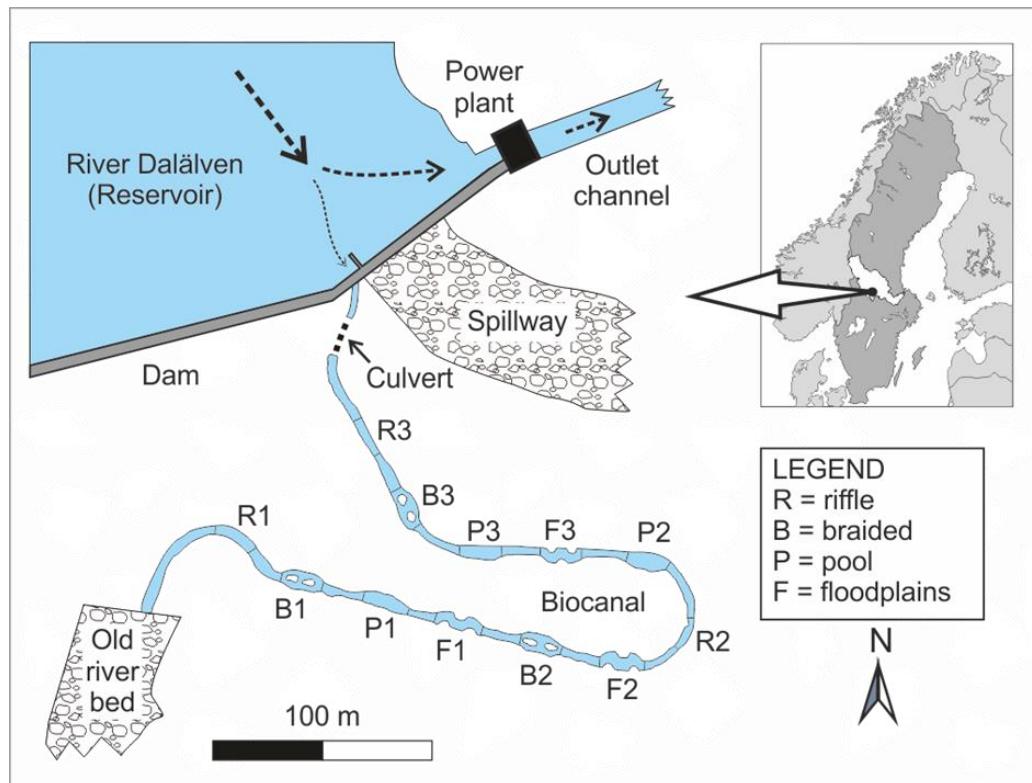 Power
plant
River Dalälven
(Reservoir)
Outlet
channel
Spillway
Dam
Culvert
R3
B3
P3
F3
P2
R1
B1
P1
F1
B2
F2
R2
Biocanal
Old
river
bed
100 m
LEGEND
R = riffle
B = braided
P = pool
F = floodplains
N